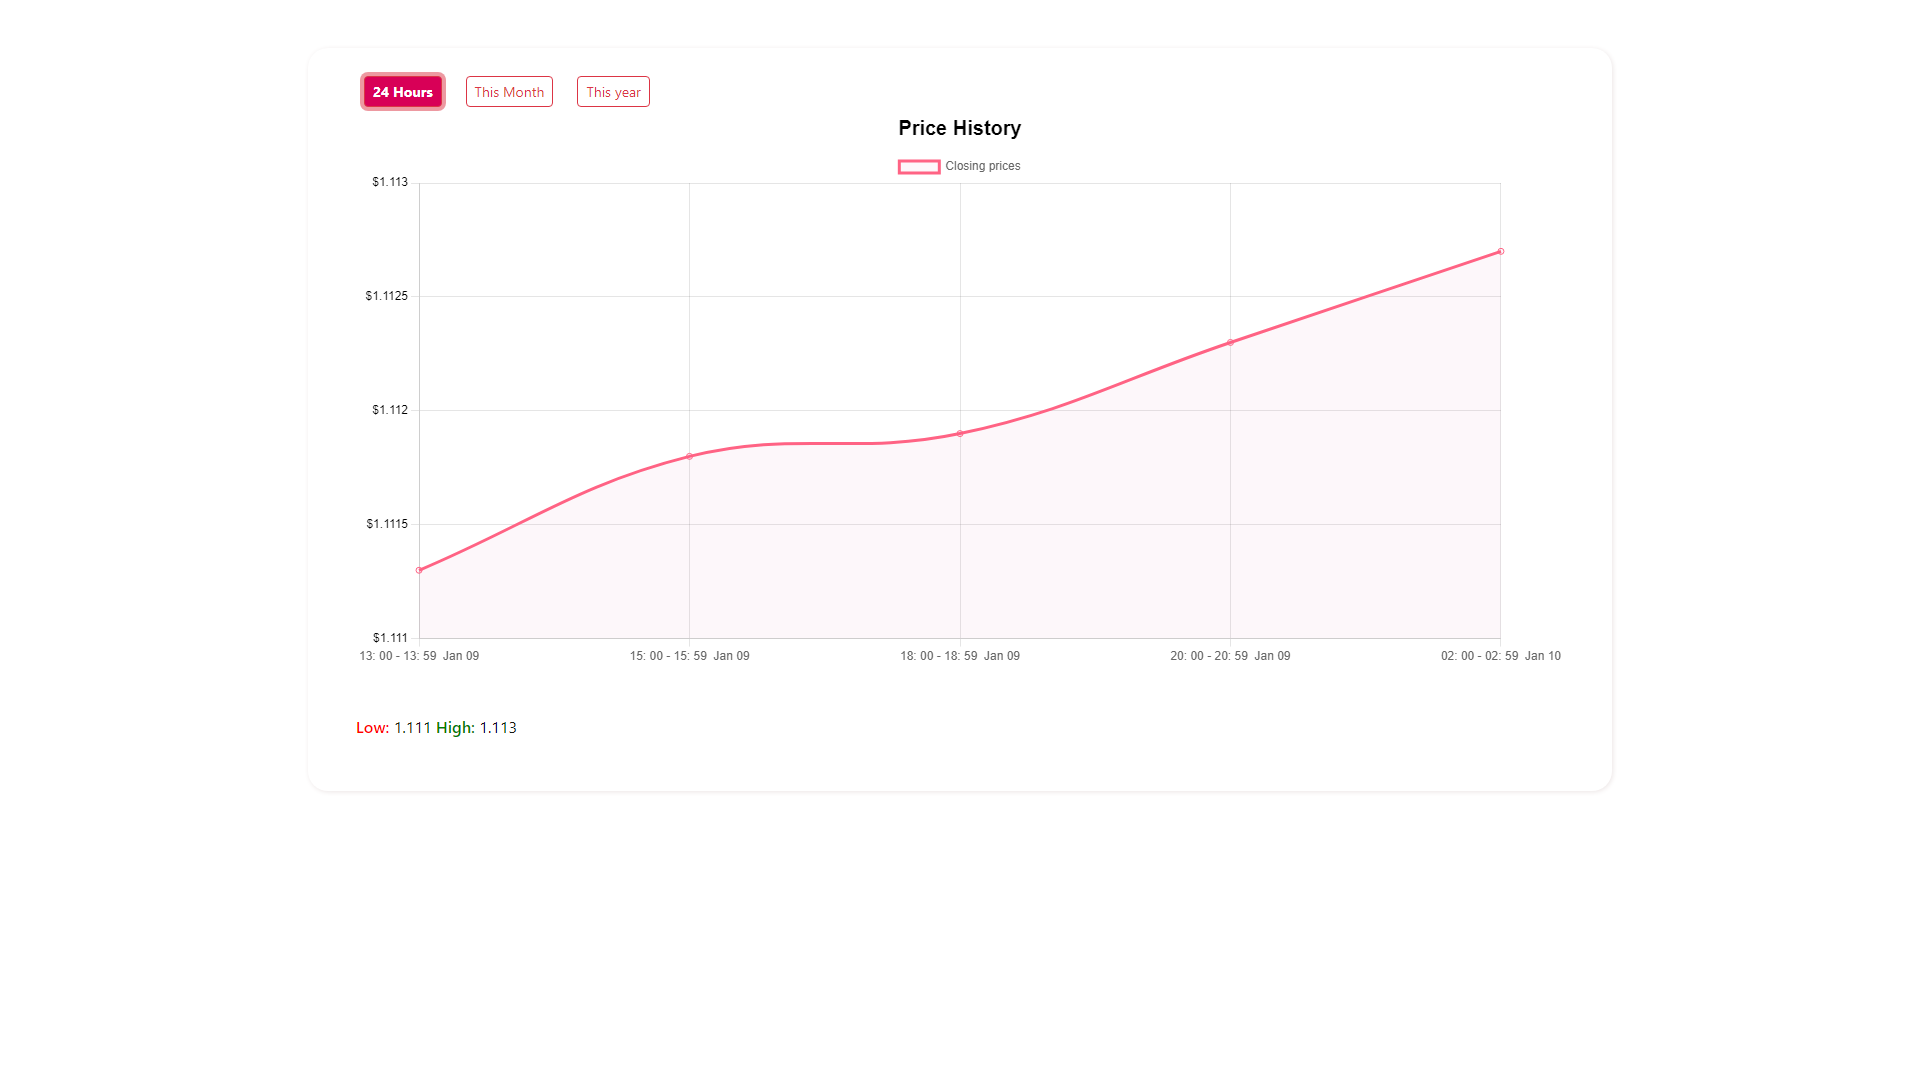 24 Hours This Month This year
Price History
Closing prices
$1.113
$1.1125
$1.112
$1.1115
$1.111
13: 00 - 13: 59 Jan 09 15: 00 - 15: 59 Jan 09 18: 00 - 18: 59 Jan 09 20: 00 - 20: 59 Jan 09 02: 00 - 02: 59 Jan 10
Low: 1.111 High: 1.113